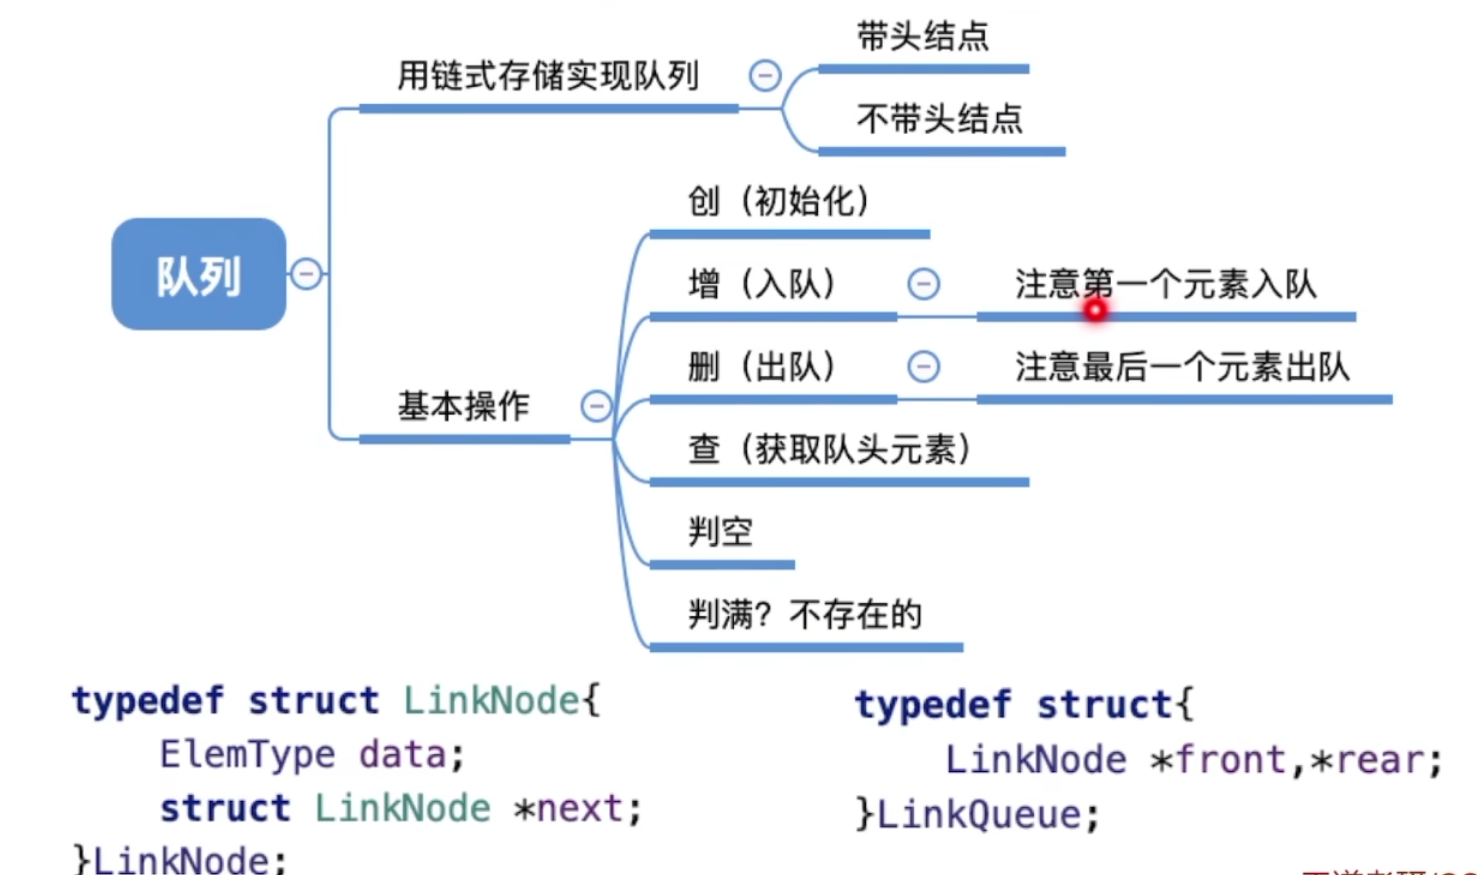 带头结点
用链式存储实现队列
不带头结点
创（初始化）
队列
增（入队）
注意第一个元素入队
删（出队）
注意最后一个元素出队
基本操作
查（获取队头元素）
判空
判满？不存在的
typedef struct LinkNode{
ElemType data;
struct LinkNode *next;
}LinkNode;
typedef struct{
LinkNode *front,*rear;
}LinkQueue;